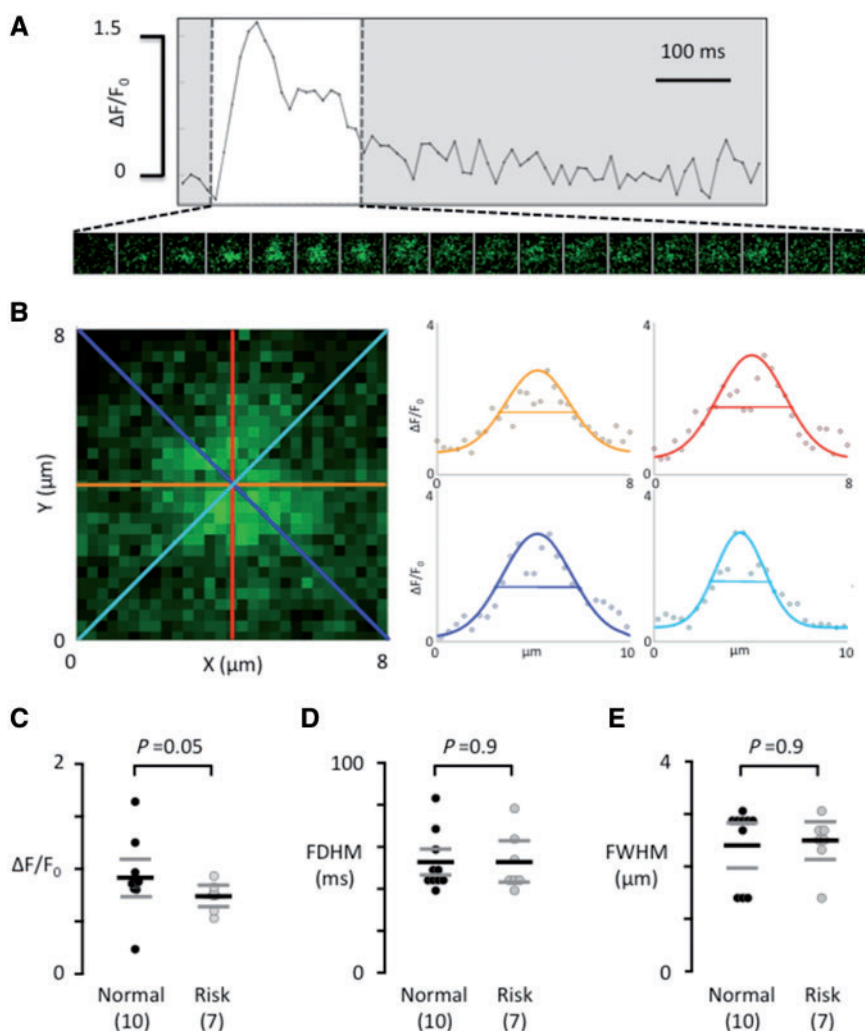 A
1.5
ΔF/F0
0
100 ms
B
8
Y (µm)
0
0
X (µm)
8
4
ΔF/F0
0
0
8
4
0
0
8
4
ΔF/F0
0
0
µm
10
4
0
0
µm
10
C
P =0.05
2
ΔF/F0
0
Normal
(10)
Risk
(7)
D
P =0.9
100
FDHM
(ms)
0
Normal
(10)
Risk
(7)
E
P =0.9
4
FWHM
(µm)
0
Normal
(10)
Risk
(7)